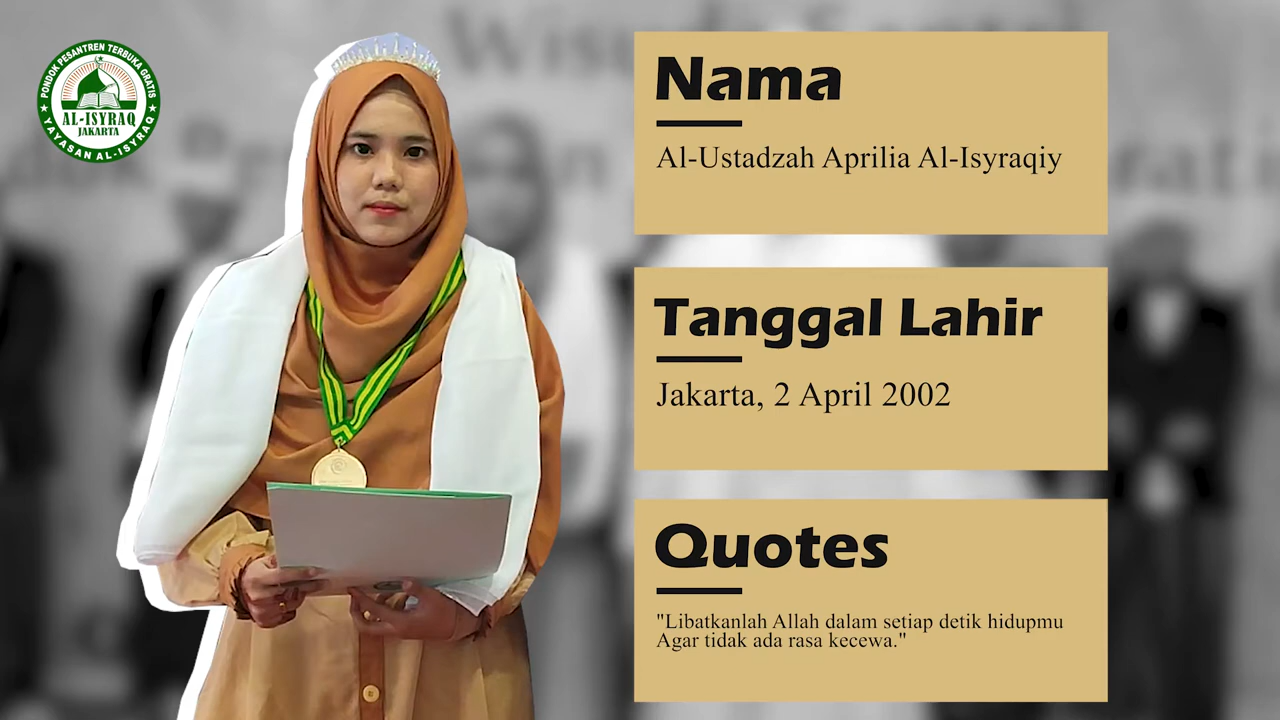 PONDOK PESANTREN TERBUKA GRATIS
AL-ISYRAQ
JAKARTA
★ YAYASAN AL-ISYRAQ ★
Nama
Al-Ustadzah Aprilia Al-Isyraqiy
Tanggal Lahir
Jakarta, 2 April 2002
Quotes
"Libatkanlah Allah dalam setiap detik hidupmu
Agar tidak ada rasa kecewa."